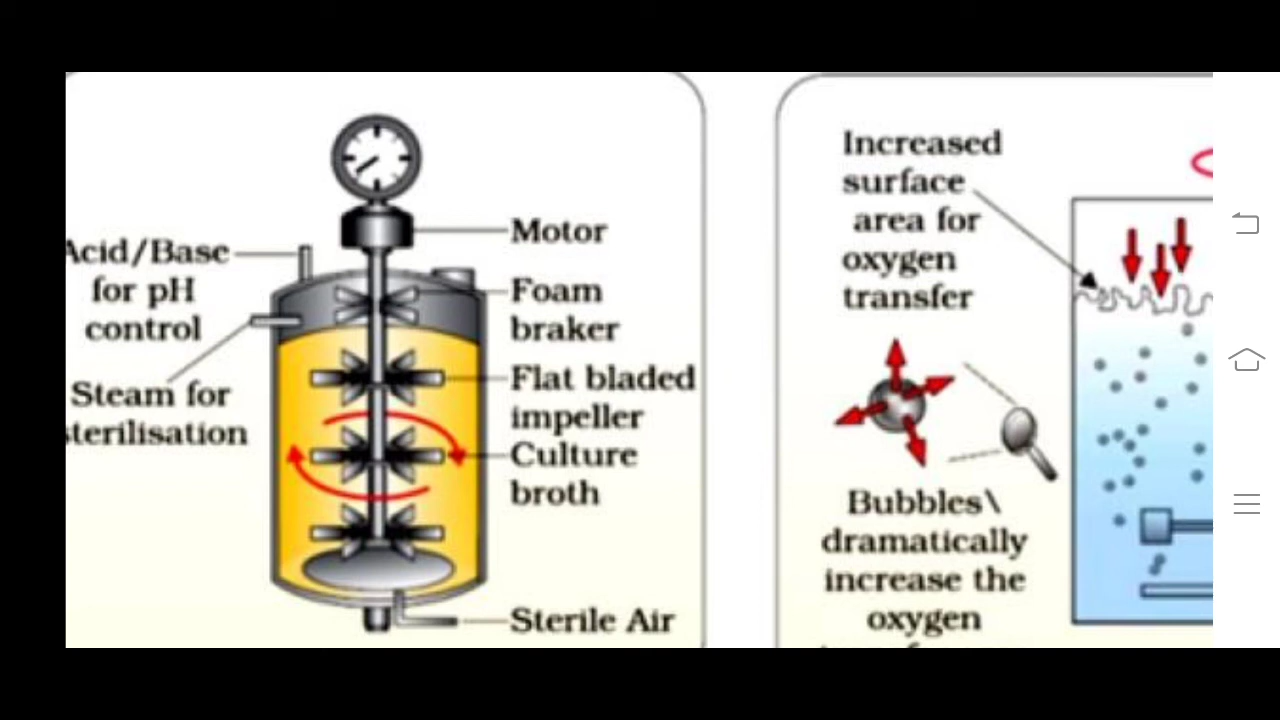 Acid/Base
for pH
control
Steam for
sterilisation
Motor
Foam
braker
Flat bladed
impeller
Culture
broth
Sterile Air
Increased
surface
area for
oxygen
transfer
Bubbles\
dramatically
increase the
oxygen